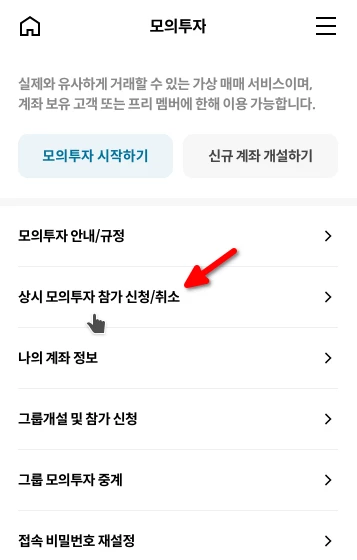 모의투자
실제와 유사하게 거래할 수 있는 가상 매매 서비스이며,
계좌 보유 고객 또는 프리 멤버에 한해 이용 가능합니다.
모의투자 시작하기
신규 계좌 개설하기
모의투자 안내/규정
상시 모의투자 참가 신청/취소
나의 계좌 정보
그룹개설 및 참가 신청
그룹 모의투자 중계
접속 비밀번호 재설정